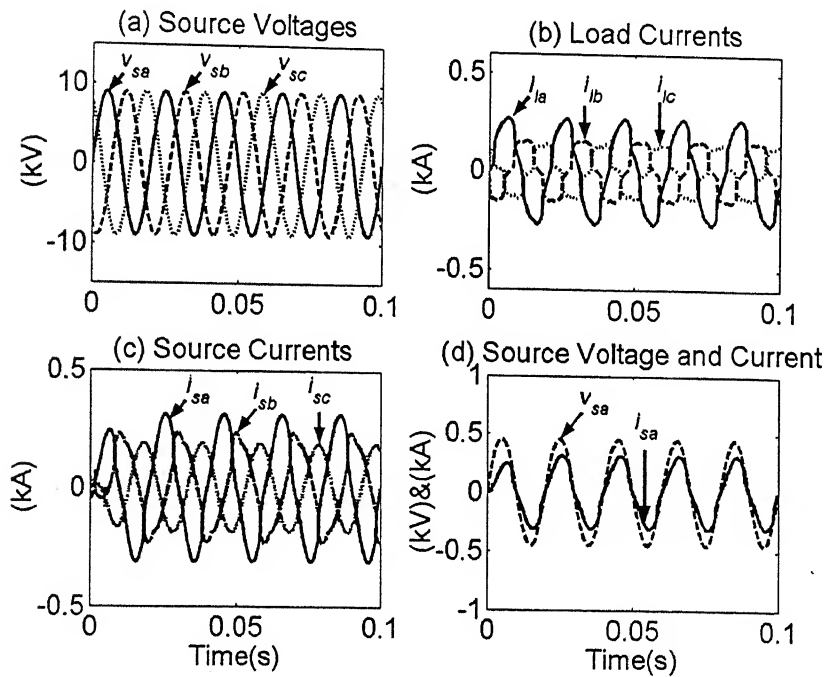 (a) Source Voltages
v_sa
v_sb
v_sc
10
0
-10
(kV)
0
0.05
0.1
(b) Load Currents
i_la
i_lb
i_lc
0.5
0
-0.5
(kA)
0
0.05
0.1
(c) Source Currents
i_sa
i_sb
i_sc
0.5
0
-0.5
(kA)
0
0.05
0.1
Time(s)
(d) Source Voltage and Current
v_sa
i_sa
1
0.5
0
-0.5
-1
(kV)&(kA)
0
0.05
0.1
Time(s)